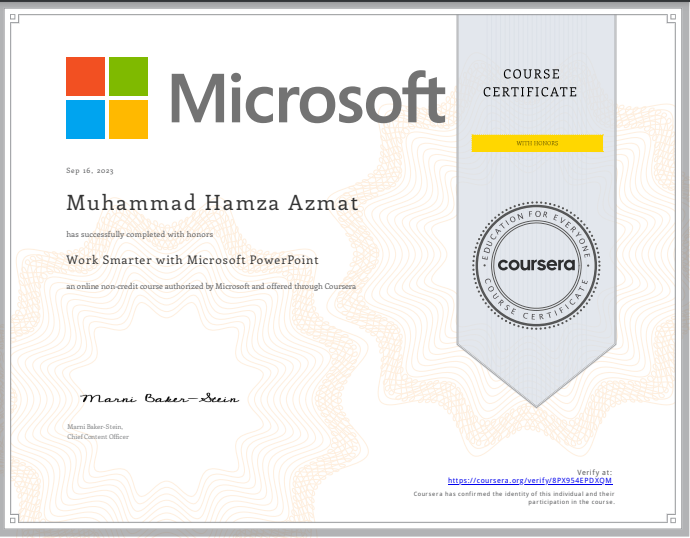 Microsoft
COURSE
CERTIFICATE
WITH HONORS
Sep 16, 2023
Muhammad Hamza Azmat
has successfully completed with honors
Work Smarter with Microsoft PowerPoint
an online non-credit course authorized by Microsoft and offered through Coursera
EDUCATION FOR EVERYONE
coursera
COURSE CERTIFICATE
Marni Baker-Stein
Marni Baker-Stein,
Chief Content Officer
Verify at:
https://coursera.org/verify/8PX954EPDXQM
Coursera has confirmed the identity of this individual and their
participation in the course.